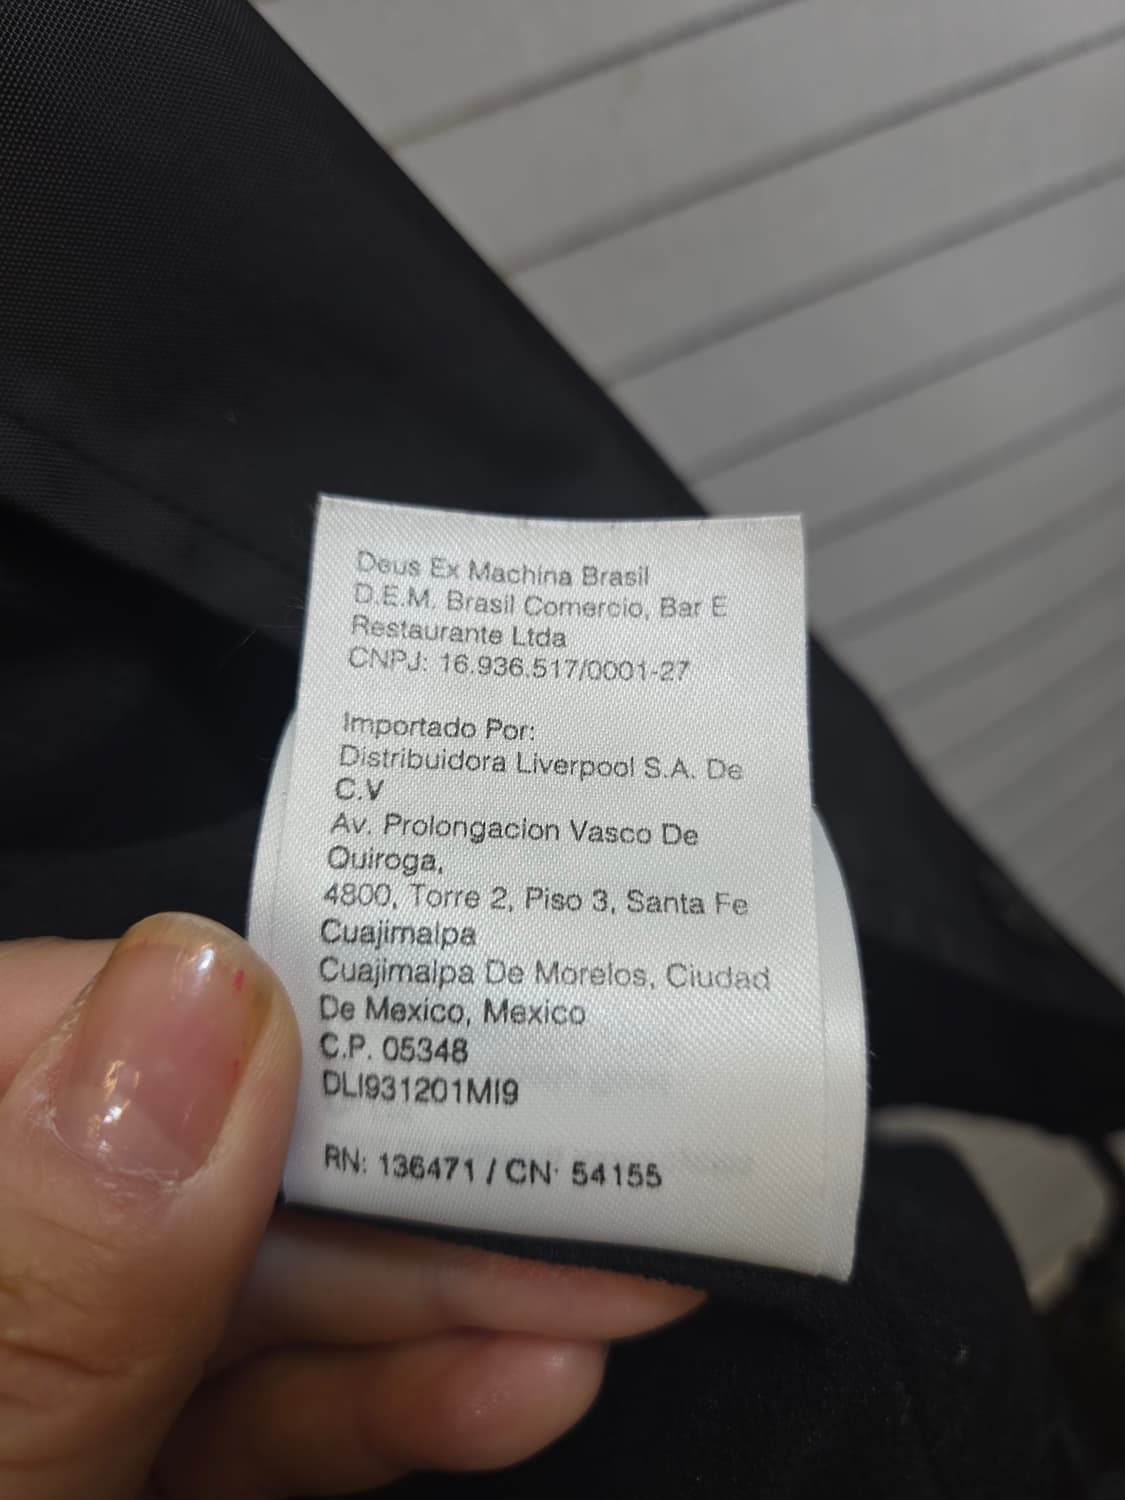 Deus Ex Machina Brasil
D.E.M. Brasil Comercio, Bar E
Restaurante Ltda
CNPJ: 16.936.517/0001-27
Importado Por:
Distribuidora Liverpool S.A. De
C.V
Av. Prolongacion Vasco De
Quiroga,
4800, Torre 2, Piso 3, Santa Fe
Cuajimalpa
Cuajimalpa De Morelos, Ciudad
De Mexico, Mexico
C.P. 05348
DLI931201MI9
RN: 136471 / CN: 54155